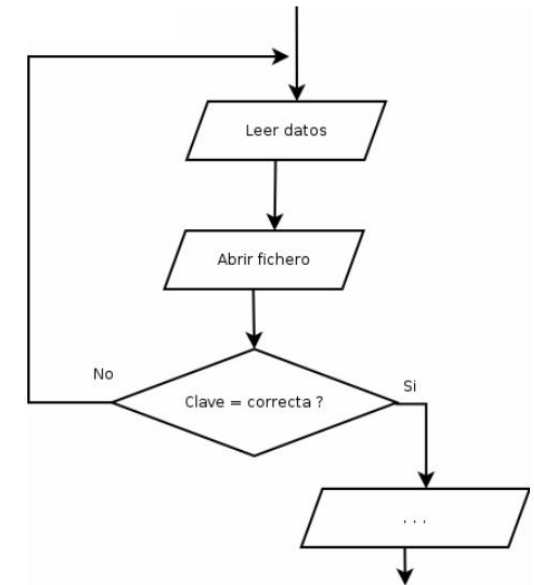 Leer datos
Abrir fichero
No
Clave = correcta ?
Si
. . .